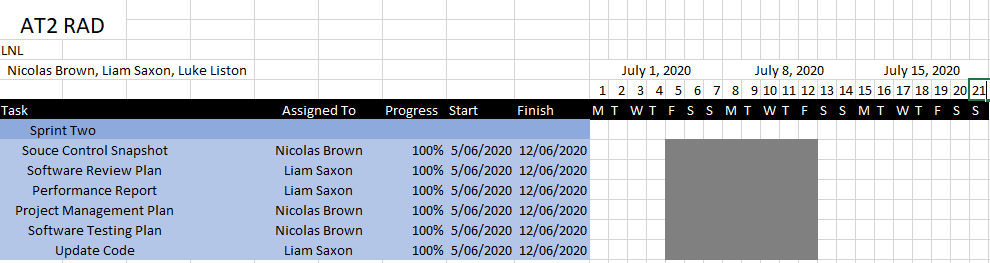 AT2 RAD
LNL
Nicolas Brown, Liam Saxon, Luke Liston July 1, 2020 July 8, 2020 July 15, 2020
1 2 3 4 5 6 7 8 9 10 11 12 13 14 15 16 17 18 19 20 21
Task Assigned To Progress Start Finish M T W T F S S M T W T F S S M T W T F S S
Sprint Two
Souce Control Snapshot Nicolas Brown 100% 5/06/2020 12/06/2020
Software Review Plan Liam Saxon 100% 5/06/2020 12/06/2020
Performance Report Liam Saxon 100% 5/06/2020 12/06/2020
Project Management Plan Nicolas Brown 100% 5/06/2020 12/06/2020
Software Testing Plan Nicolas Brown 100% 5/06/2020 12/06/2020
Update Code Liam Saxon 100% 5/06/2020 12/06/2020